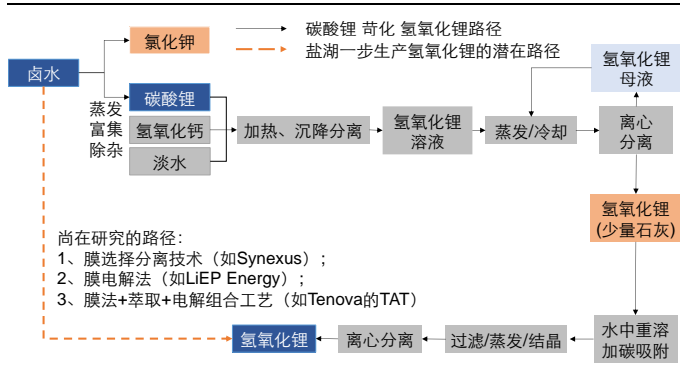 碳酸锂 苛化 氢氧化锂路径
盐湖一步生产氢氧化锂的潜在路径
卤水
氯化钾
蒸发
富集
除杂
碳酸锂
氢氧化钙
淡水
加热、沉降分离
氢氧化锂
溶液
蒸发/冷却
氢氧化锂
母液
离心
分离
氢氧化锂
(少量石灰)
尚在研究的路径：
1、膜选择分离技术（如Synexus）；
2、膜电解法（如LiEP Energy）；
3、膜法+萃取+电解组合工艺（如Tenova的TAT）
水中重溶
加碳吸附
过滤/蒸发/结晶
离心分离
氢氧化锂